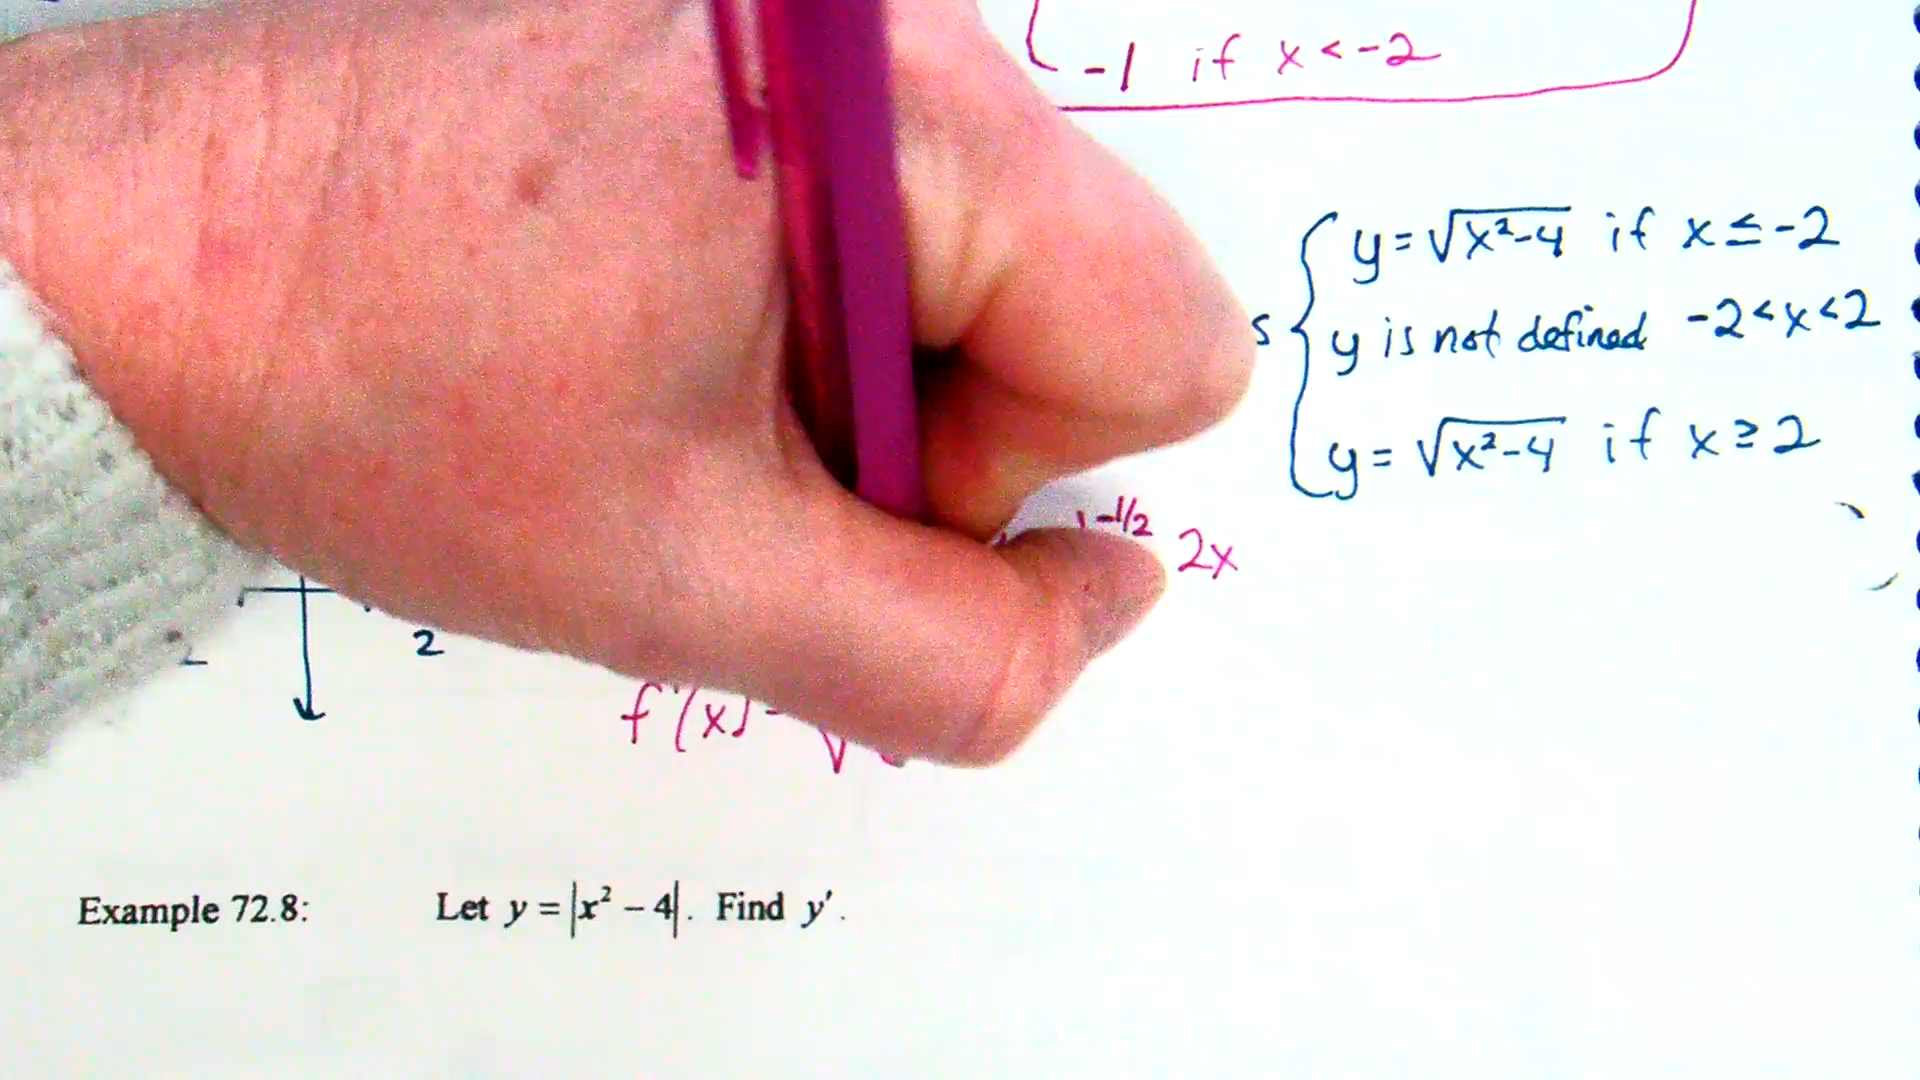 -1 if x < -2
y = √x²-4 if x ≤ -2
y is not defined -2 < x < 2
y = √x²-4 if x ≥ 2
-1/2 2x
2
f'(x)
Example 72.8: Let y = |x² – 4|. Find y′.